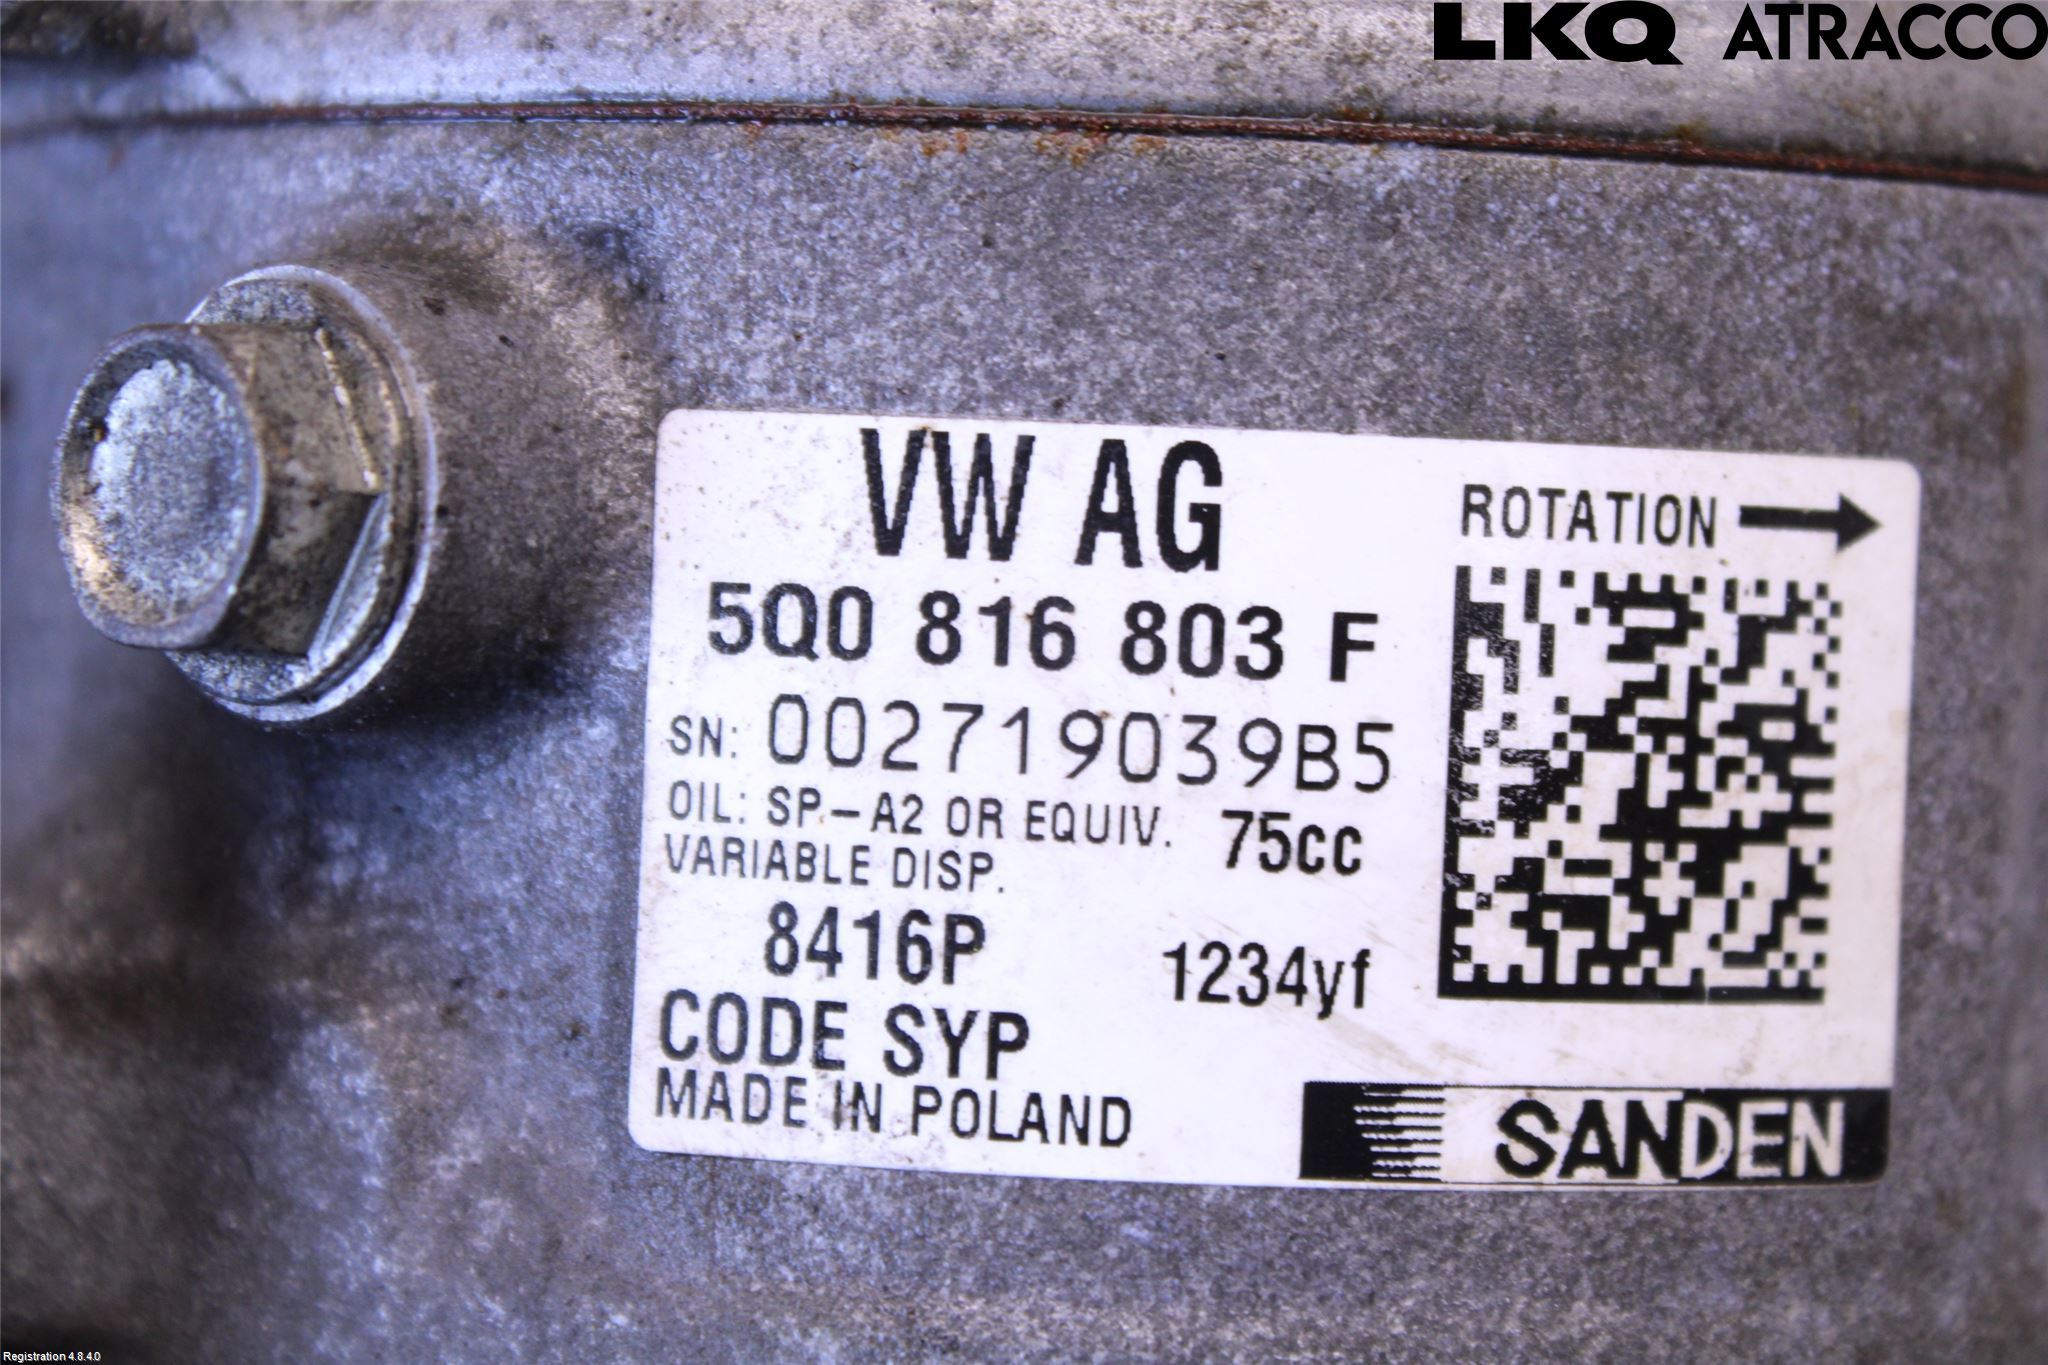 LKQ ATRACCO
VW AG
ROTATION
5Q0 816 803 F
SN: 002719039B5
OIL: SP-A2 OR EQUIV. 75cc
VARIABLE DISP.
8416P 1234yf
CODE SYP
MADE IN POLAND
SANDEN
Registration 4.8.4.0